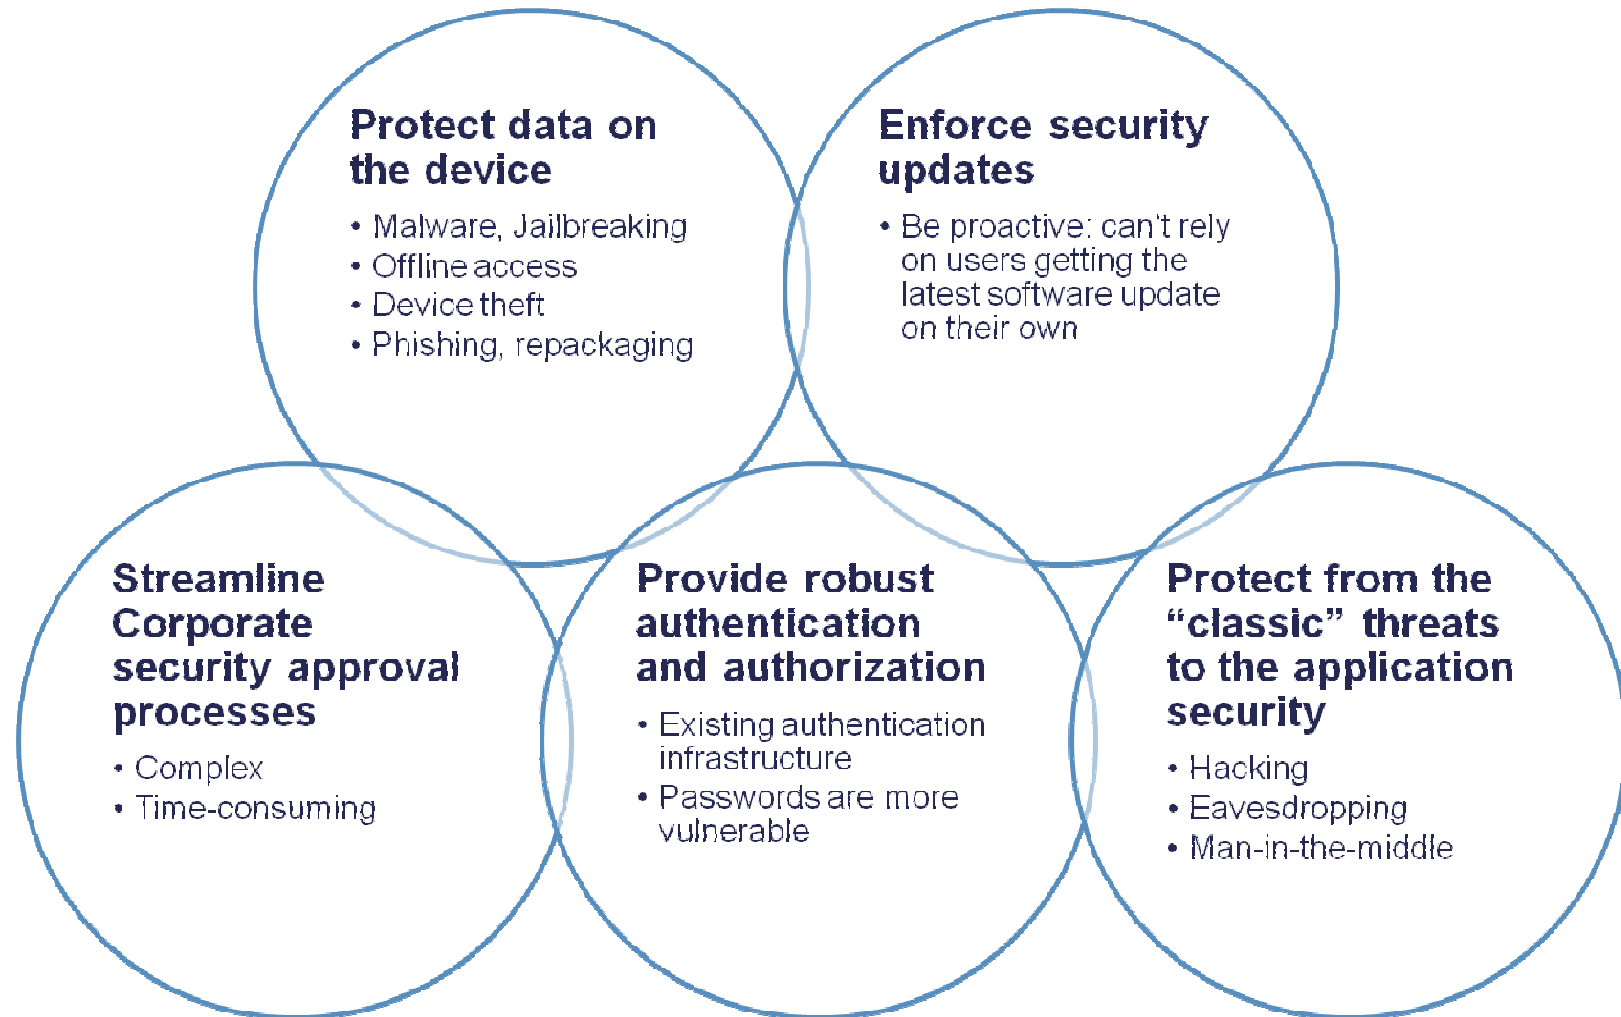 Protect data on
the device
• Malware, Jailbreaking
• Offline access
• Device theft
• Phishing, repackaging
Enforce security
updates
• Be proactive: can't rely
on users getting the
latest software update
on their own
Streamline
Corporate
security approval
processes
• Complex
• Time-consuming
Provide robust
authentication
and authorization
• Existing authentication
infrastructure
• Passwords are more
vulnerable
Protect from the
“classic” threats
to the application
security
• Hacking
• Eavesdropping
• Man-in-the-middle